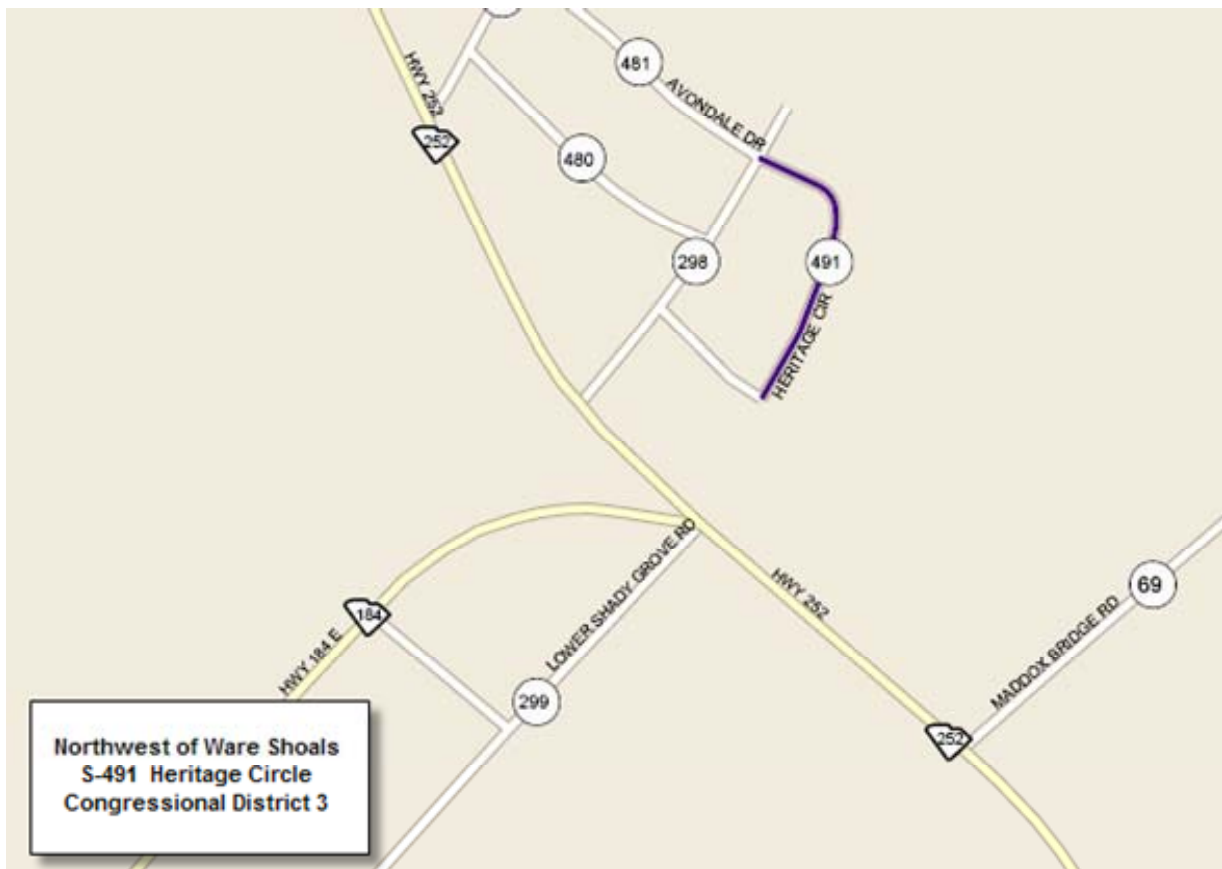 481
AVONDALE DR
HWY 252
252
480
298
491
HERITAGE CIR
HWY 252
69
MADDOX BRIDGE RD
LOWER SHADY GROVE RD
184
HWY 184 E
299
252
Northwest of Ware Shoals
S-491 Heritage Circle
Congressional District 3